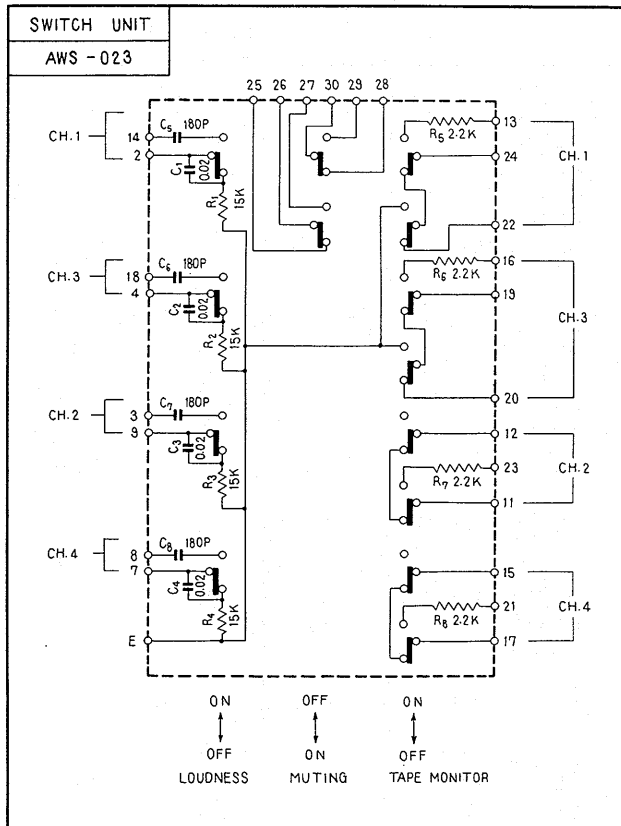 SWITCH UNIT
AWS-023
25 26 27 30 29 28
CH.1
14
C5 180P
2
C1
0.02
R1
15K
R5 2.2K
13
24
22
CH.1
CH.3
18
C6 180P
4
C2
0.02
R2
15K
R6 2.2K
16
19
20
CH.3
CH.2
3
C7 180P
9
C3
0.02
R3
15K
12
23
R7 2.2K
11
CH.2
CH.4
8
C8 180P
7
C4
0.02
R4
15K
E
15
21
R8 2.2K
17
CH.4
ON OFF ON
OFF ON OFF
LOUDNESS MUTING TAPE MONITOR